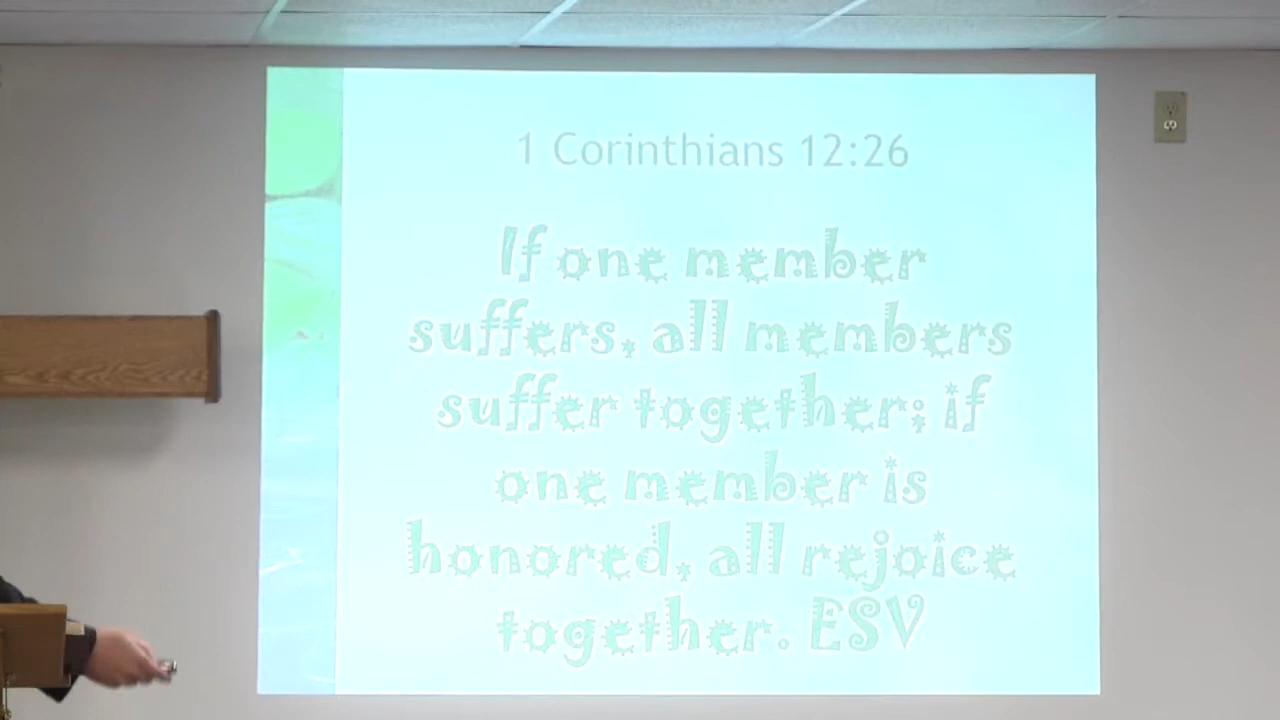 1 Corinthians 12:26
If one member
suffers, all members
suffer together; if
one member is
honored, all rejoice
together. ESV